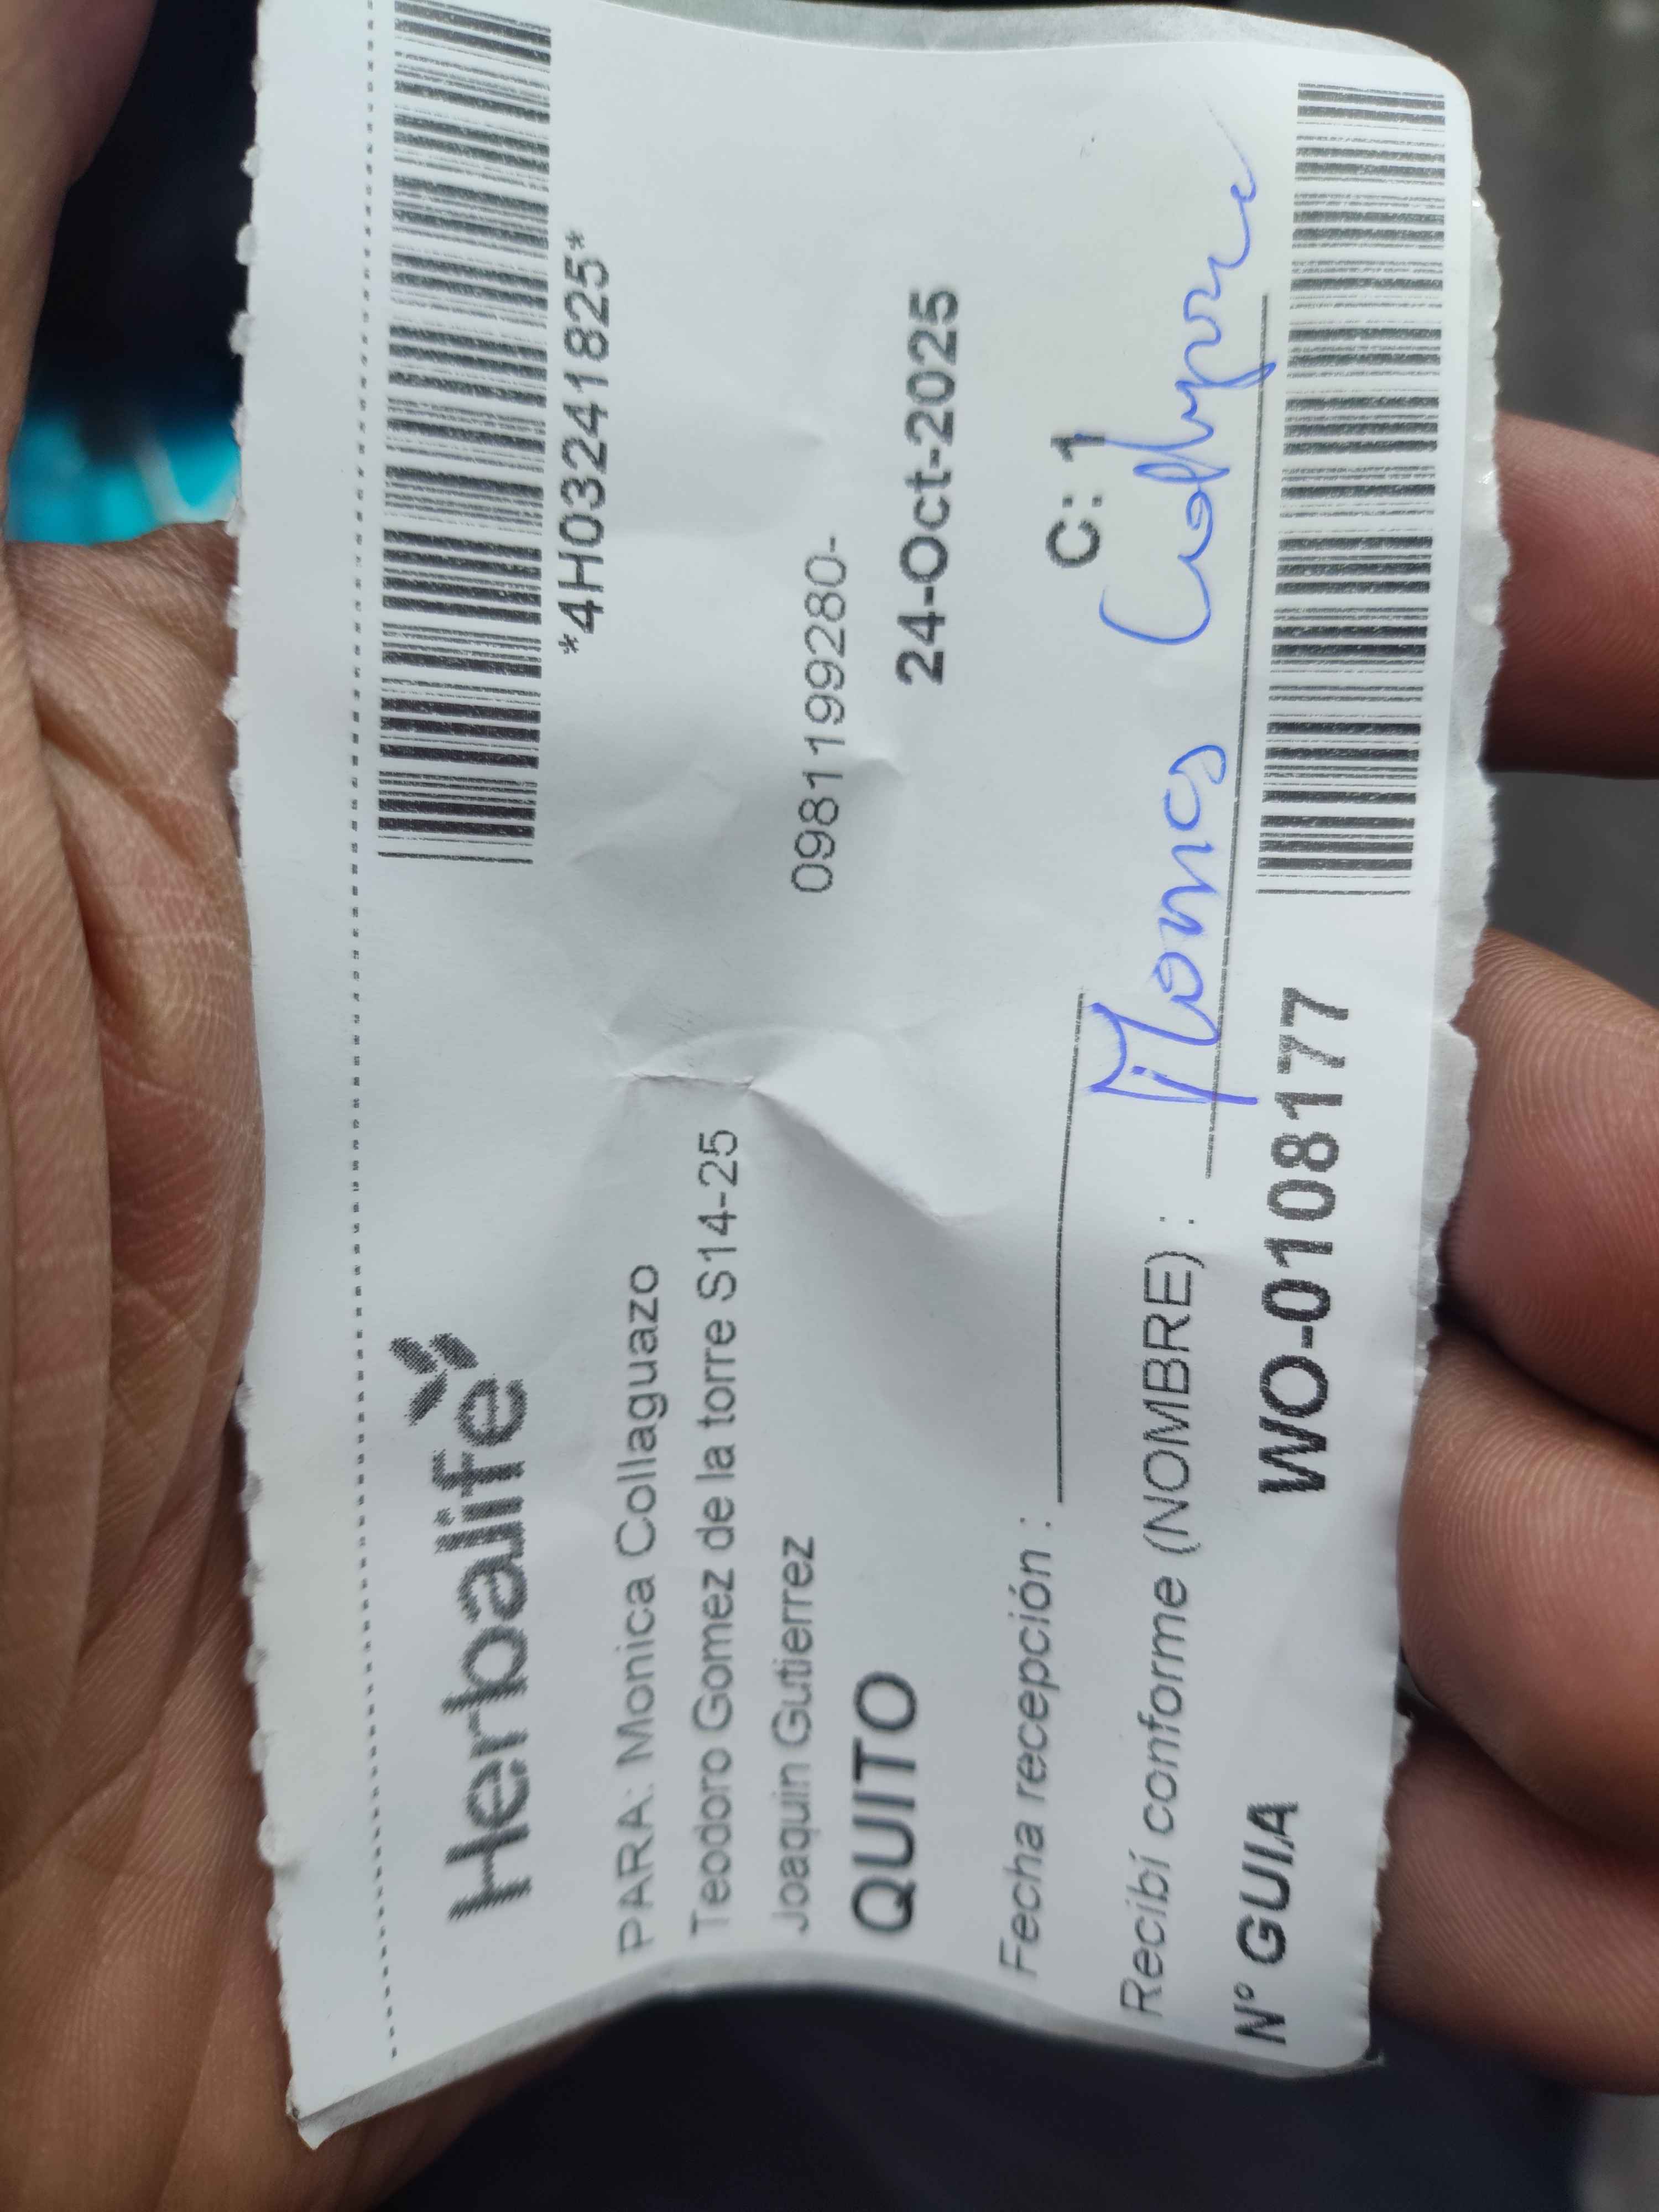 Herbalife
*4H03241825*
PARA: Monica Collaguazo
Teodoro Gomez de la torre S14-25
Joaquin Gutierrez
0981199280-
QUITO
24-Oct-2025
Fecha recepción :
C: 1
Recibí conforme (NOMBRE) : Monica
Nº GUIA
WO-0108177